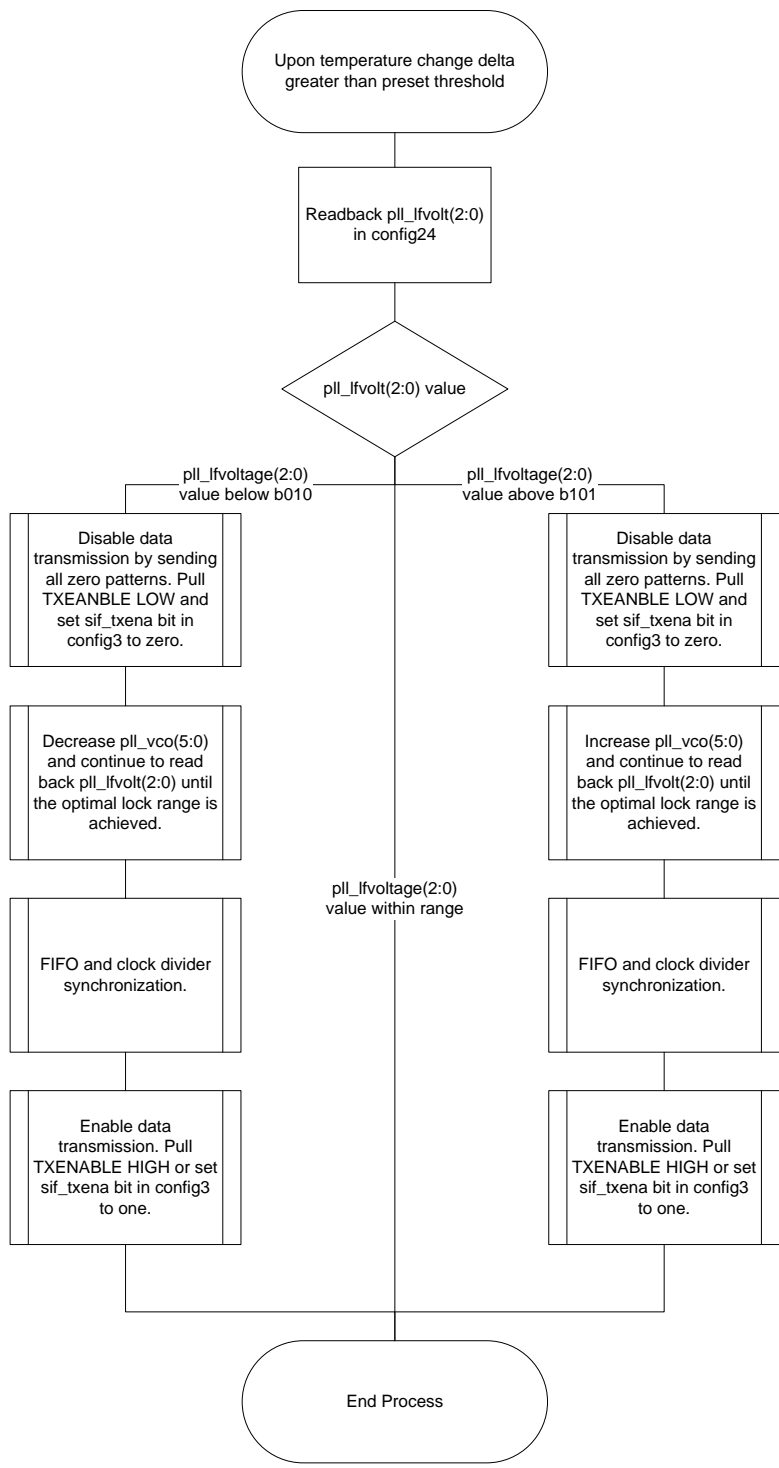 Upon temperature change delta
greater than preset threshold
Readback pll_lfvolt(2:0)
in config24
pll_lfvolt(2:0) value
pll_lfvoltage(2:0)
value below b010
pll_lfvoltage(2:0)
value above b101
Disable data
transmission by sending
all zero patterns. Pull
TXEANBLE LOW and
set sif_txena bit in
config3 to zero.
Disable data
transmission by sending
all zero patterns. Pull
TXEANBLE LOW and
set sif_txena bit in
config3 to zero.
Decrease pll_vco(5:0)
and continue to read
back pll_lfvolt(2:0) until
the optimal lock range is
achieved.
Increase pll_vco(5:0)
and continue to read
back pll_lfvolt(2:0) until
the optimal lock range is
achieved.
pll_lfvoltage(2:0)
value within range
FIFO and clock divider
synchronization.
FIFO and clock divider
synchronization.
Enable data
transmission. Pull
TXENABLE HIGH or set
sif_txena bit in config3
to one.
Enable data
transmission. Pull
TXENABLE HIGH or set
sif_txena bit in config3
to one.
End Process